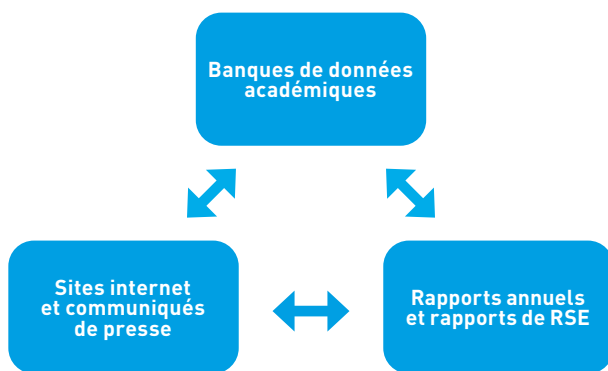 Banques de données
académiques
Sites internet
et communiqués
de presse
Rapports annuels
et rapports de RSE